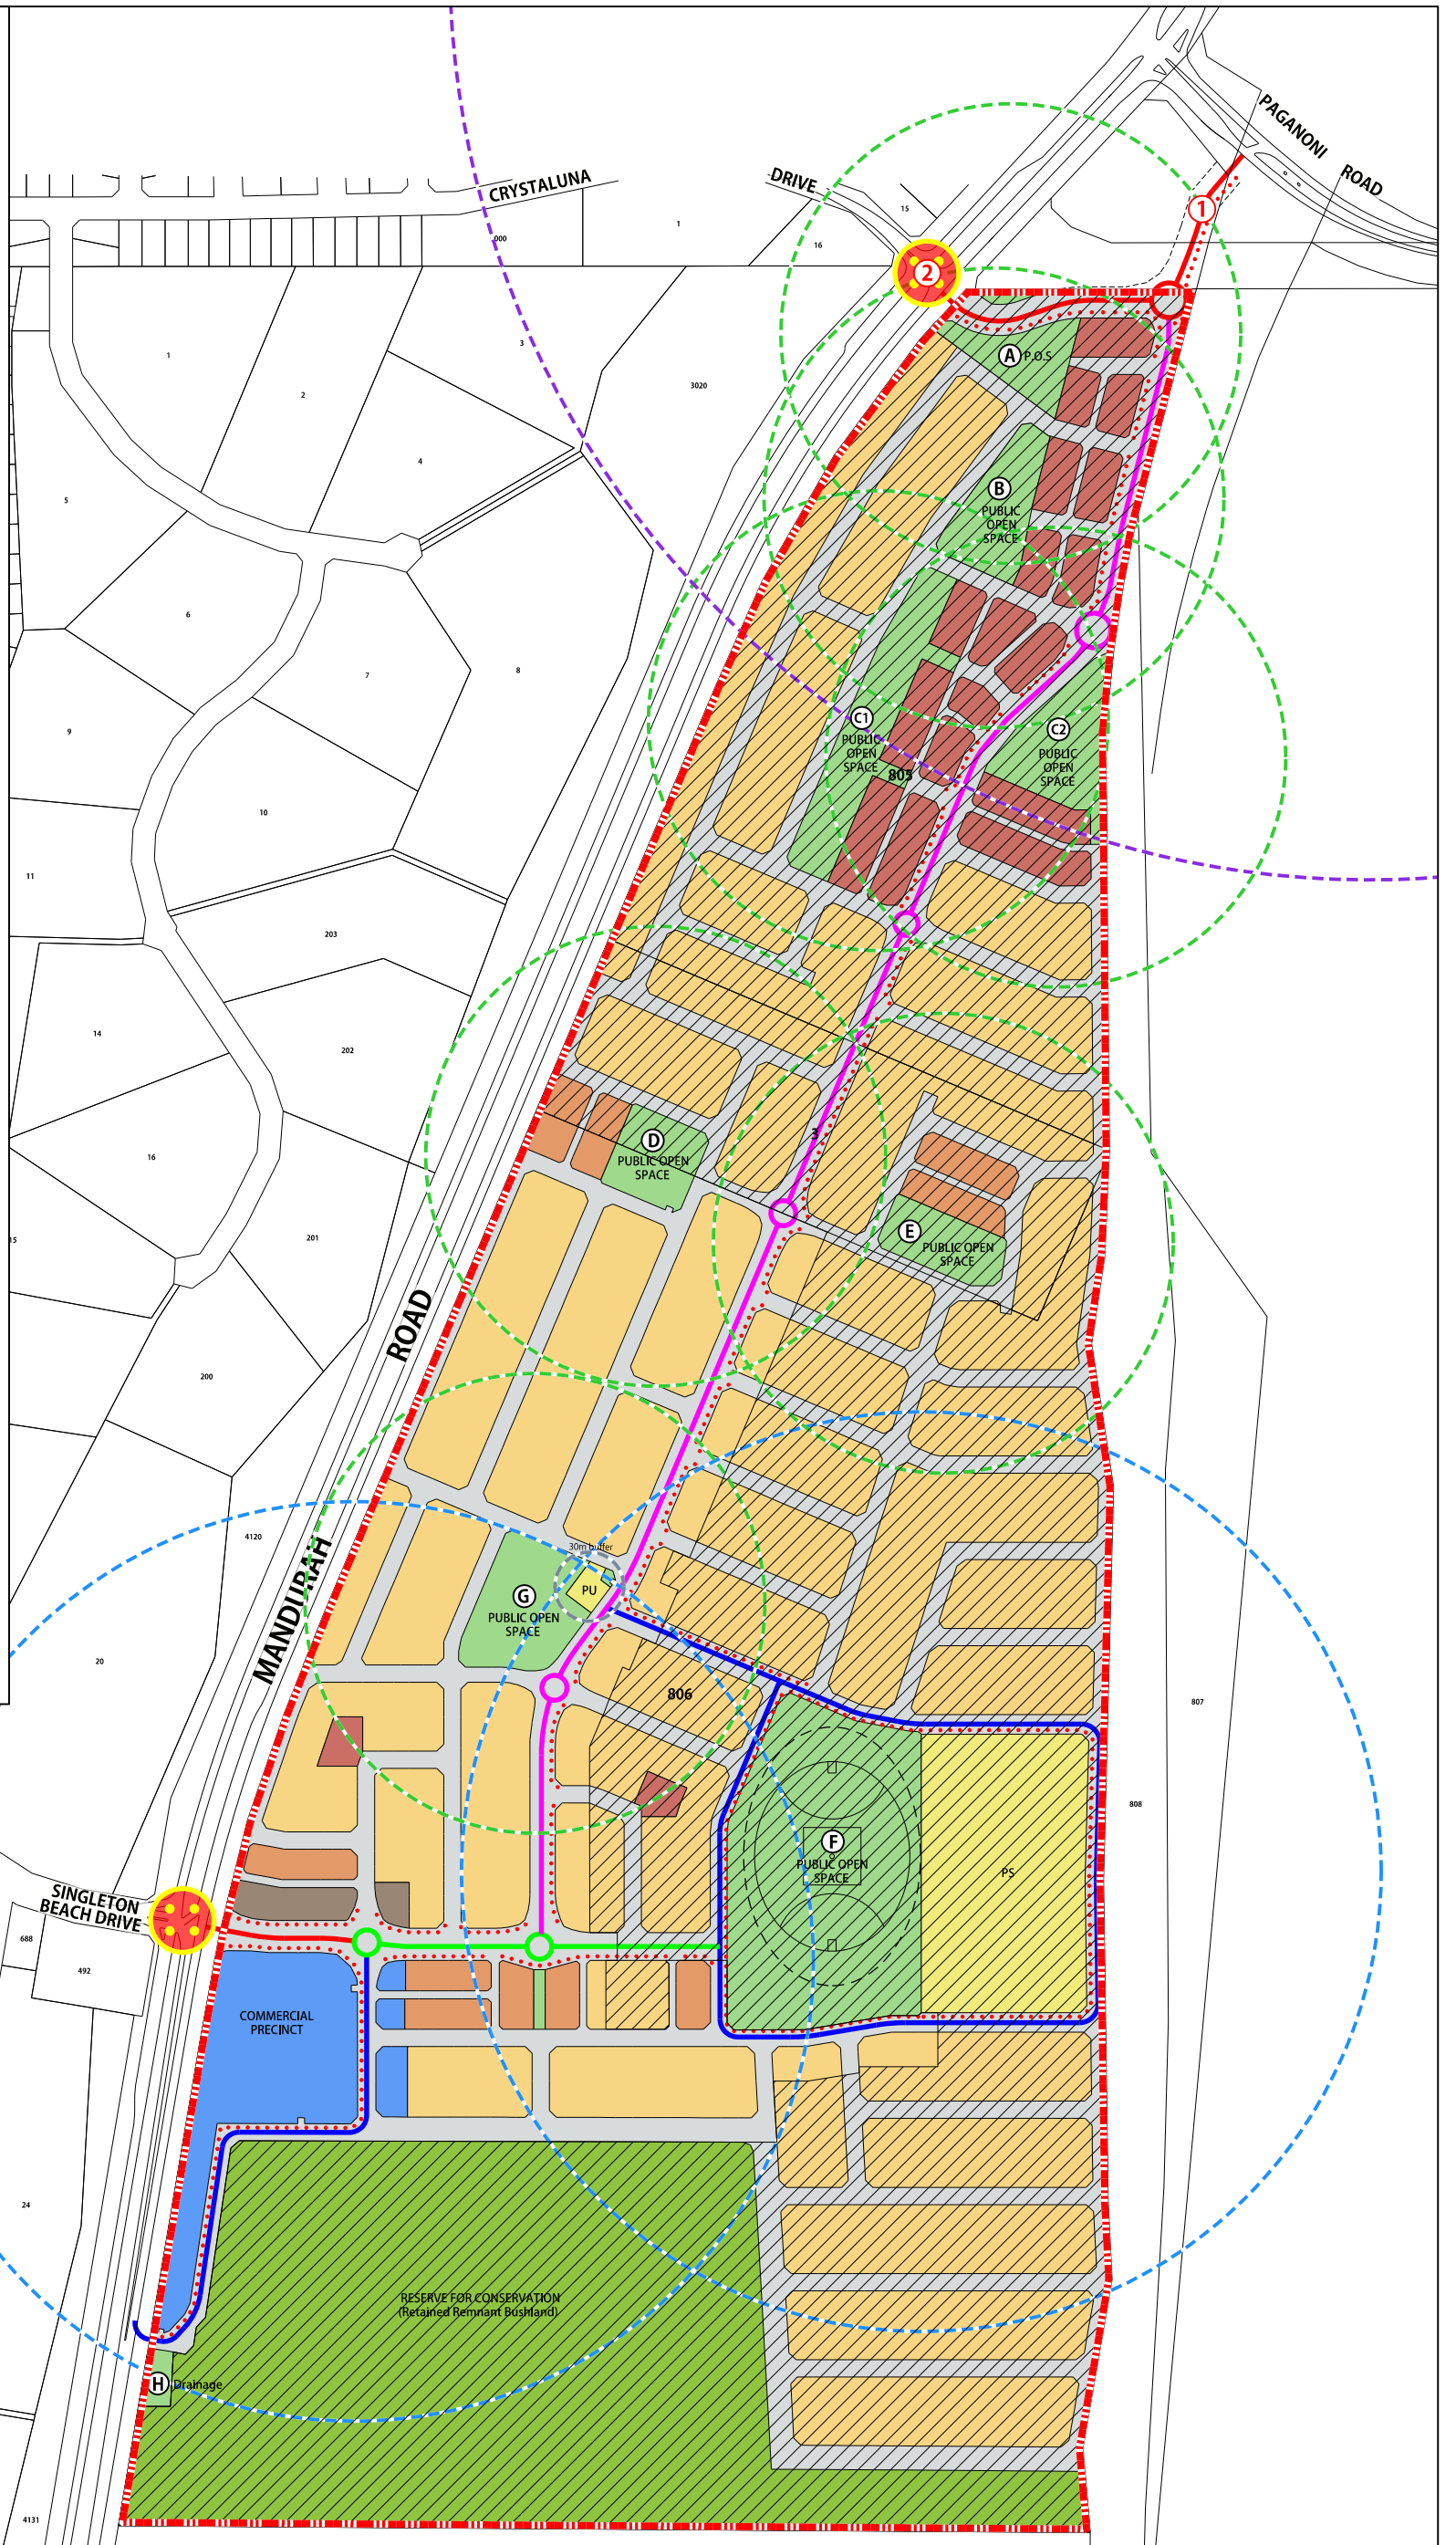 PAGANONI
ROAD
CRYSTALUNA
DRIVE
1
15
16
1
000
2
3
1
2
3020
A P.O.S
4
5
B
PUBLIC
OPEN
SPACE
6
7
8
9
C1
PUBLIC
OPEN
SPACE
C2
PUBLIC
OPEN
SPACE
805
10
11
203
14
202
3
D
PUBLIC OPEN
SPACE
16
15
201
E
PUBLIC OPEN
SPACE
ROAD
200
4120
30m buffer
PU
G
PUBLIC OPEN
SPACE
MANDURAH
20
806
807
808
F
PUBLIC OPEN
SPACE
PS
SINGLETON
BEACH DRIVE
688
492
COMMERCIAL
PRECINCT
24
RESERVE FOR CONSERVATION
(Retained Remnant Bushland)
H Drainage
4131